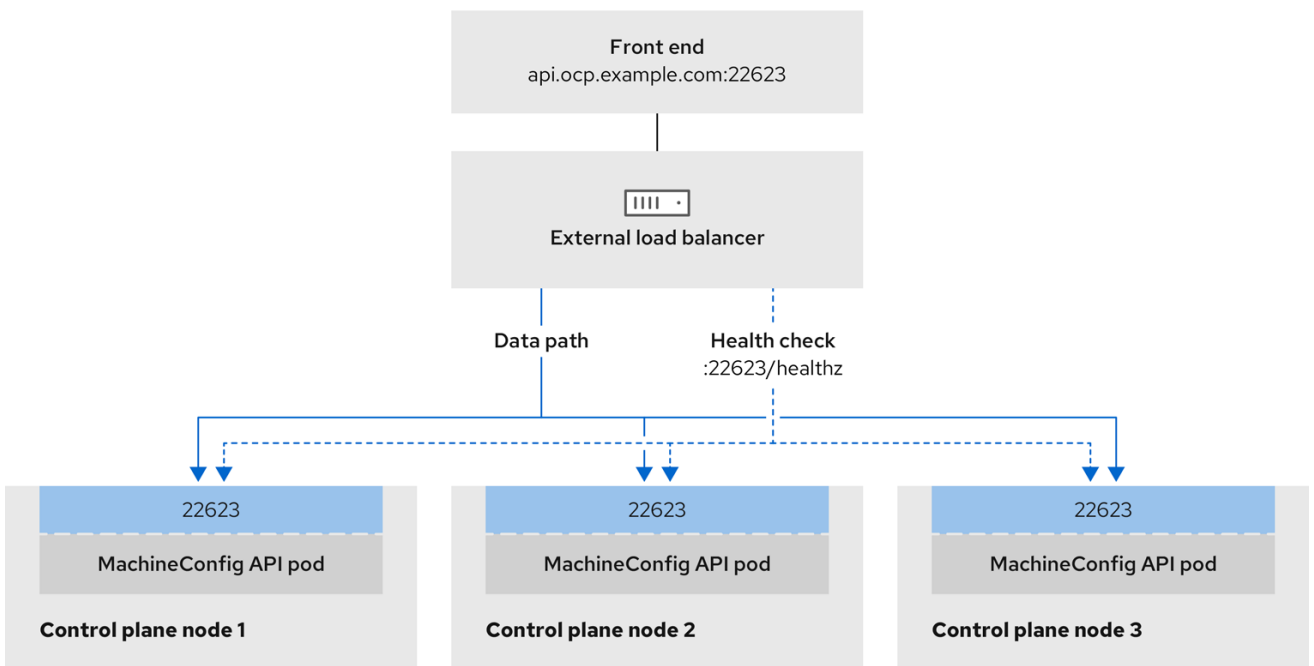 Front end
api.ocp.example.com:22623
External load balancer
Data path
Health check
:22623/healthz
22623
MachineConfig API pod
Control plane node 1
22623
MachineConfig API pod
Control plane node 2
22623
MachineConfig API pod
Control plane node 3